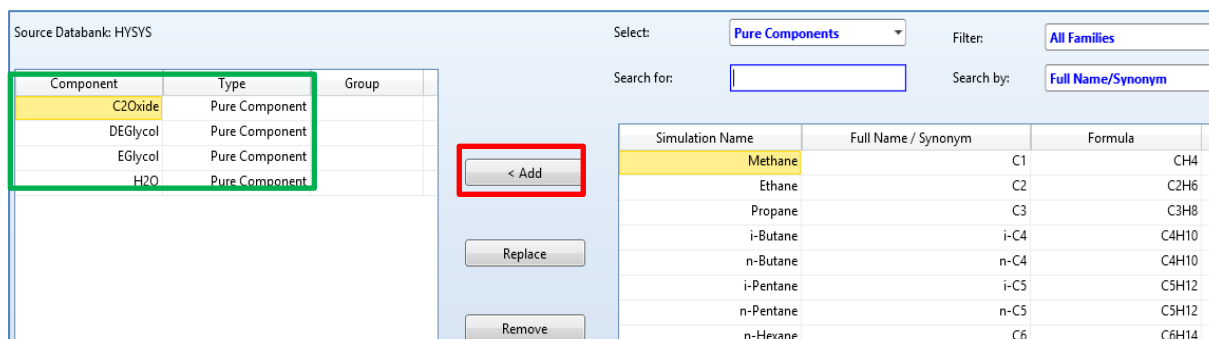 Source Databank: HYSYS
Select: Pure Components Filter: All Families
Search for: Search by: Full Name/Synonym
Component Type Group
C2Oxide Pure Component
DEGlycol Pure Component
EGlycol Pure Component
H2O Pure Component
< Add
Replace
Remove
Simulation Name Full Name / Synonym Formula
Methane C1 CH4
Ethane C2 C2H6
Propane C3 C3H8
i-Butane i-C4 C4H10
n-Butane n-C4 C4H10
i-Pentane i-C5 C5H12
n-Pentane n-C5 C5H12
n-Hexane C6 C6H14